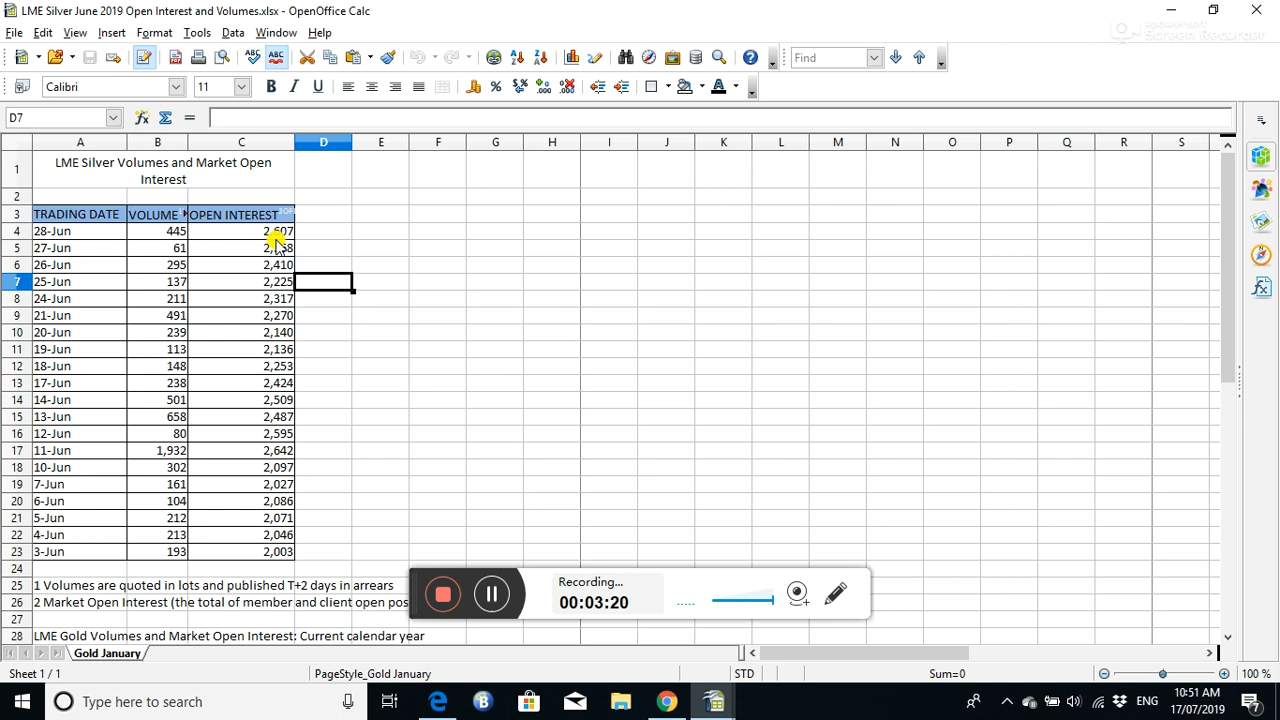 LME Silver June 2019 Open Interest and Volumes.xlsx - OpenOffice Calc
File Edit View Insert Format Tools Data Window Help
Find
Calibri 11
D7
A B C D E F G H I J K L M N O P Q R S
1 LME Silver Volumes and Market Open
Interest
2
3 TRADING DATE VOLUME OPEN INTEREST
4 28-Jun 445 2,607
5 27-Jun 61
6 26-Jun 295 2,410
7 25-Jun 137 2,225
8 24-Jun 211 2,317
9 21-Jun 491 2,270
10 20-Jun 239 2,140
11 19-Jun 113 2,136
12 18-Jun 148 2,253
13 17-Jun 238 2,424
14 14-Jun 501 2,509
15 13-Jun 658 2,487
16 12-Jun 80 2,595
17 11-Jun 1,932 2,642
18 10-Jun 302 2,097
19 7-Jun 161 2,027
20 6-Jun 104 2,086
21 5-Jun 212 2,071
22 4-Jun 213 2,046
23 3-Jun 193 2,003
24
25 1 Volumes are quoted in lots and published T+2 days in arrears
26 2 Market Open Interest (the total of member and client open pos
27
28 LME Gold Volumes and Market Open Interest: Current calendar year
Recording...
00:03:20
Gold January
Sheet 1 / 1 PageStyle_Gold January STD Sum=0 100 %
Type here to search
ENG
10:51 AM
17/07/2019
7